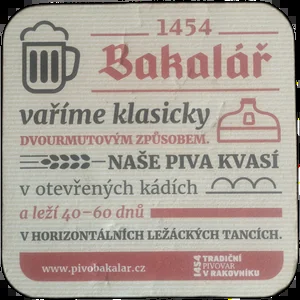 1454
Bakalář
vaříme klasicky
DVOURMUTOVÝM ZPŮSOBEM.
NAŠE PIVA KVASÍ
v otevřených kádích
a leží 40–60 dnů
V HORIZONTÁLNÍCH LEŽÁCKÝCH TANCÍCH.
www.pivobakalar.cz
1454
TRADIČNÍ
PIVOVAR
V RAKOVNÍKU